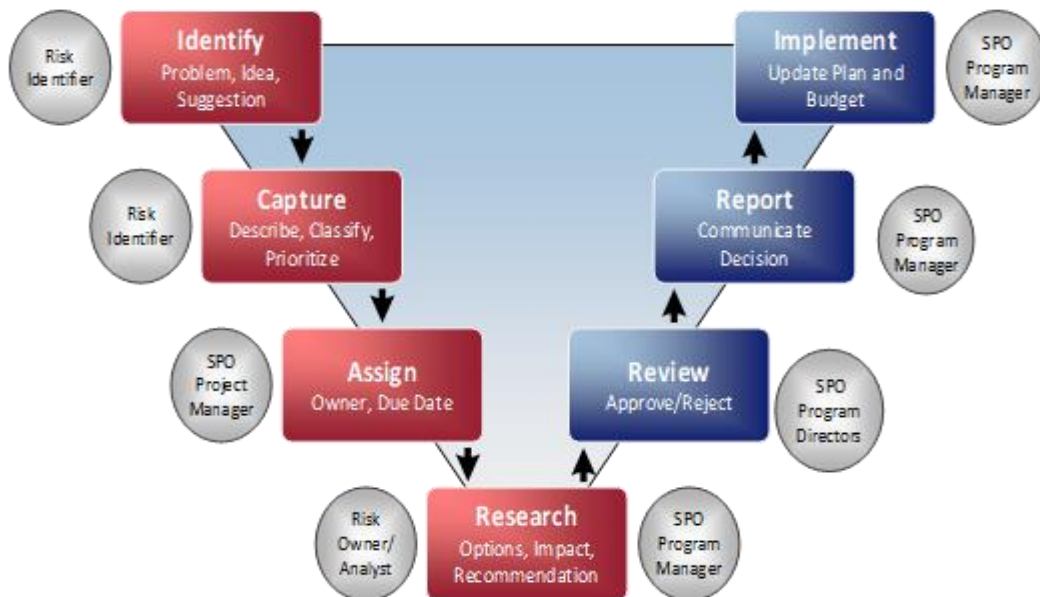 Risk
Identifier
Identify
Problem, Idea,
Suggestion
Implement
Update Plan and
Budget
SPO
Program
Manager
Risk
Identifier
Capture
Describe, Classify,
Prioritize
Report
Communicate
Decision
SPO
Program
Manager
SPO
Project
Manager
Assign
Owner, Due Date
Review
Approve/Reject
SPO
Program
Directors
Risk
Owner/
Analyst
Research
Options, Impact,
Recommendation
SPO
Program
Manager